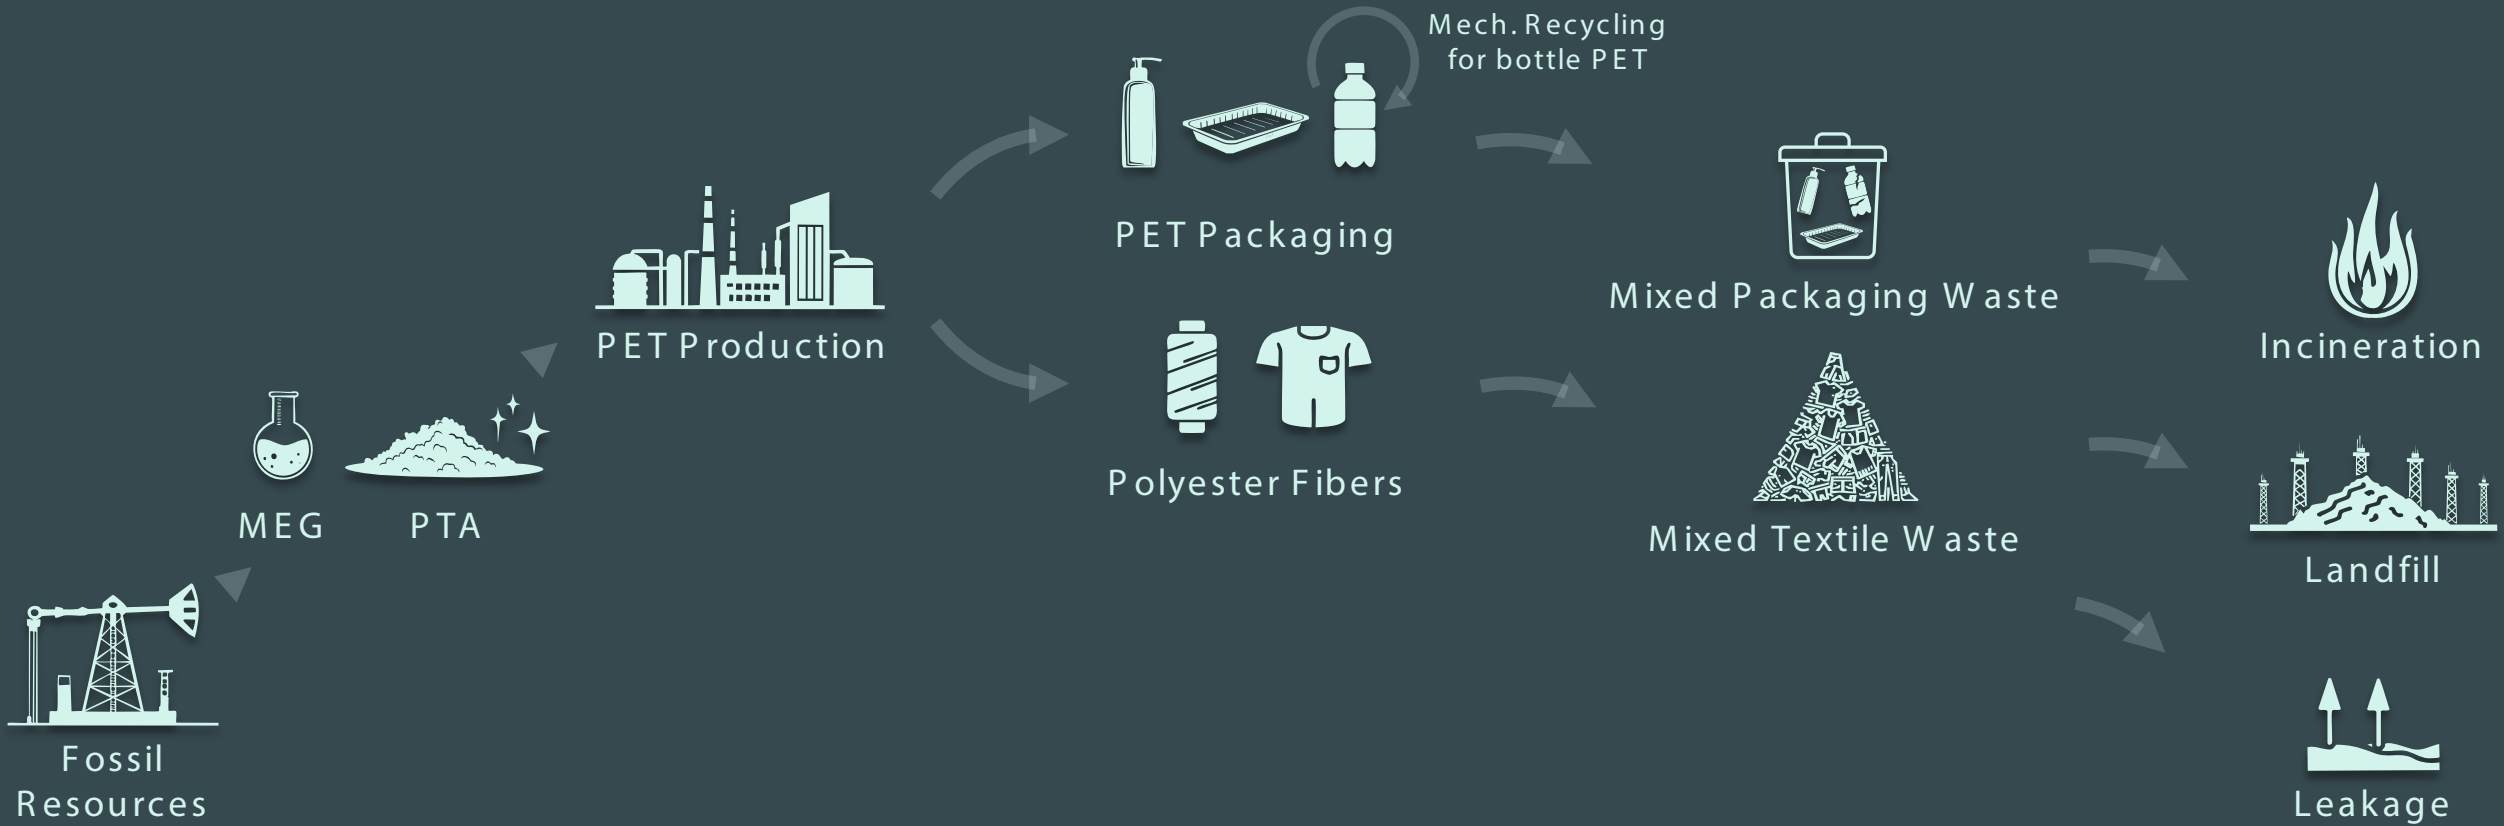 Mech. Recycling
for bottle PET
PET Packaging
Mixed Packaging Waste
PET Production
Incineration
Polyester Fibers
MEG
PTA
Mixed Textile Waste
Landfill
Fossil
Resources
Leakage